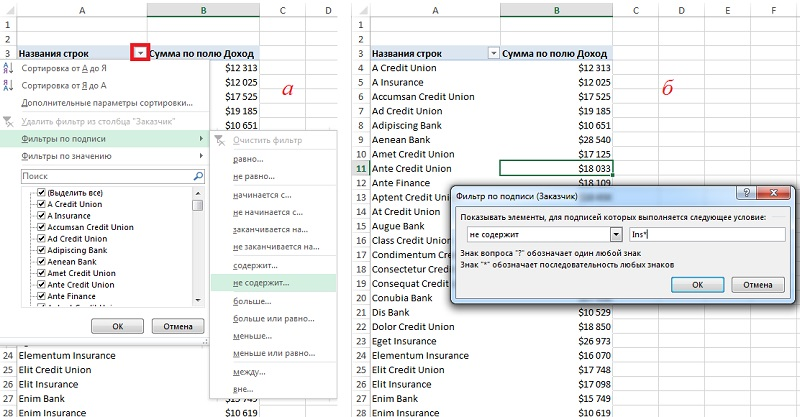 A B C D
1
2
3 Названия строк Сумма по полю Доход
$12 313
$12 025
$17 525
$19 185
$10 651
Сортировка от А до Я
Сортировка от Я до А
Дополнительные параметры сортировки...
Удалить фильтр из столбца "Заказчик"
Фильтры по подписи
Фильтры по значению
Поиск
(Выделить все)
A Credit Union
A Insurance
Accumsan Credit Union
Ad Credit Union
Adipiscing Bank
Aenean Bank
Amet Credit Union
Ante Credit Union
Ante Finance
ОК Отмена
Очистить фильтр
равно...
не равно...
начинается с...
не начинается с...
заканчивается на...
не заканчивается на...
содержит...
не содержит...
больше...
больше или равно...
меньше...
меньше или равно...
между...
вне...
24 Elementum Insurance
25 Elit Credit Union
26 Elit Insurance
27 Enim Bank $15 749
28 Enim Insurance $10 619
а
A B C D E F
1
2
3 Названия строк Сумма по полю Доход
4 A Credit Union $12 313
5 A Insurance $12 025
6 Accumsan Credit Union $17 525
7 Ad Credit Union $19 185
8 Adipiscing Bank $10 651
9 Aenean Bank $28 540
10 Amet Credit Union $17 125
11 Ante Credit Union $18 033
12 Ante Finance $18 109
13 Aptent Credit
14 At Credit Union
15 Augue Bank
16 Class Credit Union
17 Condimentum
18 Consectetur C
19 Consequat Cre
20 Conubia Bank
21 Dis Bank $10 529
22 Dolor Credit Union $18 850
23 Eget Insurance $26 973
24 Elementum Insurance $16 070
25 Elit Credit Union $17 748
26 Elit Insurance $17 098
27 Enim Bank $15 749
28 Enim Insurance $10 619
б
Фильтр по подписи (Заказчик)
Показывать элементы, для подписей которых выполняется следующее условие:
не содержит Ins*
Знак вопроса "?" обозначает один любой знак
Знак "*" обозначает последовательность любых знаков
ОК Отмена